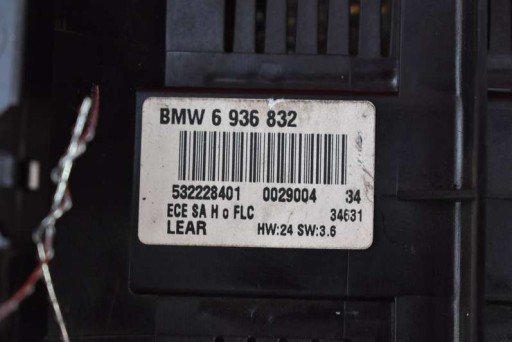 BMW 6 936 832
532228401 0029004 34
ECE SA H o FLC 34631
LEAR HW:24 SW:3.6